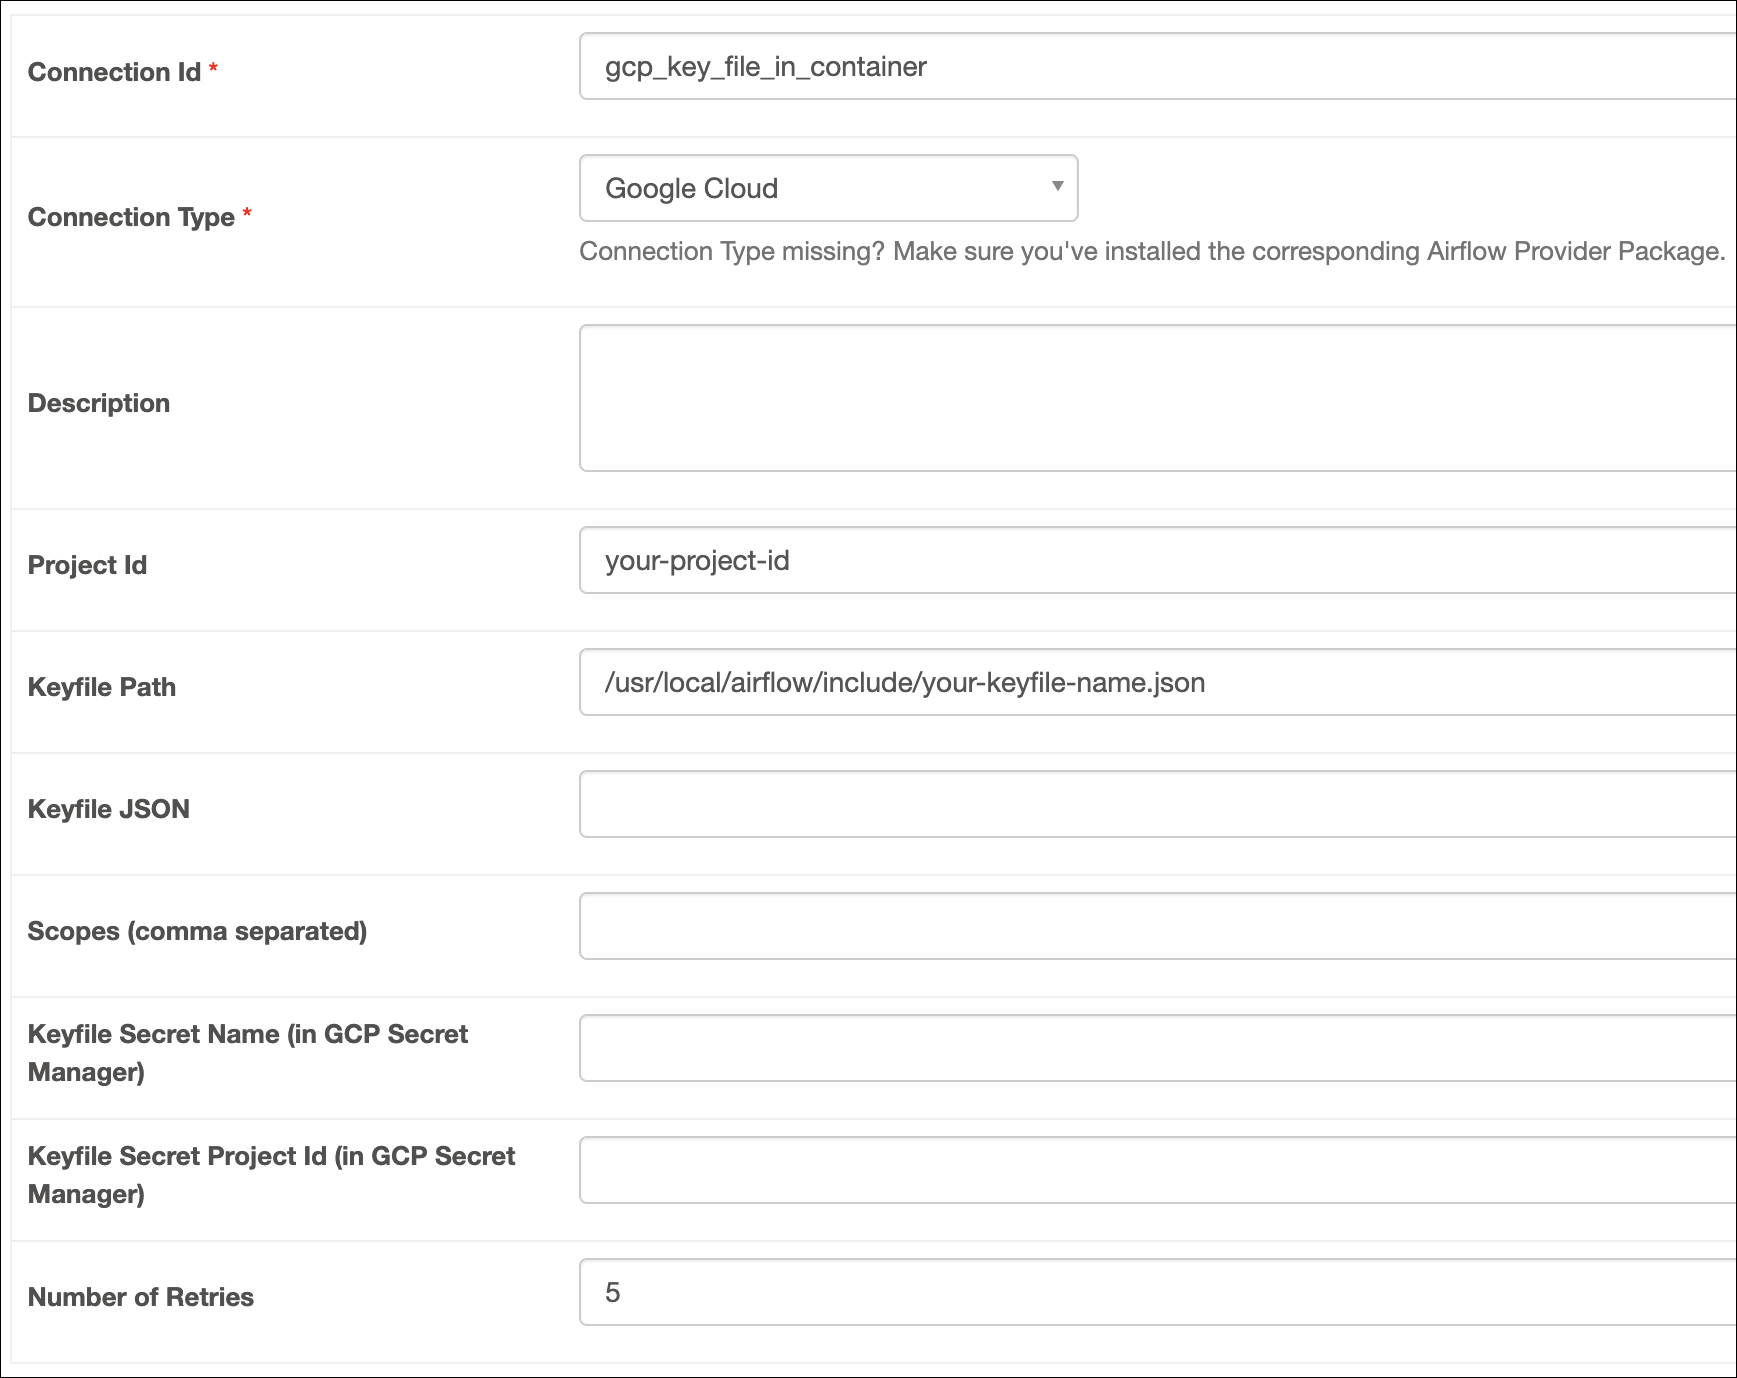 Connection Id *
gcp_key_file_in_container
Connection Type *
Google Cloud
Connection Type missing? Make sure you've installed the corresponding Airflow Provider Package.
Description
Project Id
your-project-id
Keyfile Path
/usr/local/airflow/include/your-keyfile-name.json
Keyfile JSON
Scopes (comma separated)
Keyfile Secret Name (in GCP Secret
Manager)
Keyfile Secret Project Id (in GCP Secret
Manager)
Number of Retries
5